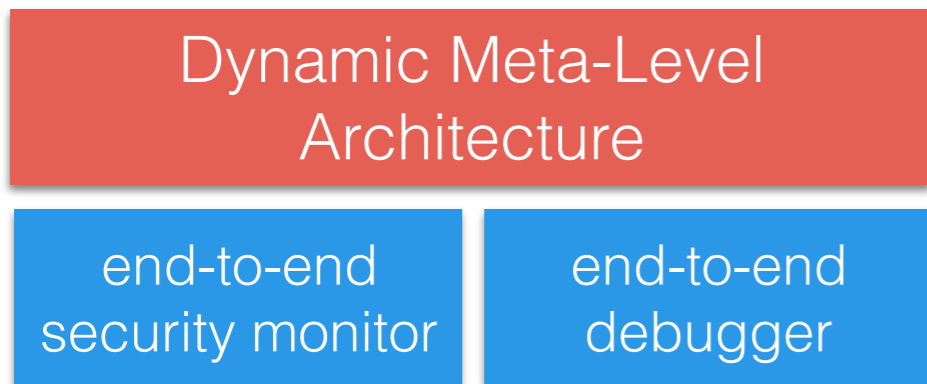 Dynamic Meta-Level
Architecture
end-to-end
security monitor
end-to-end
debugger